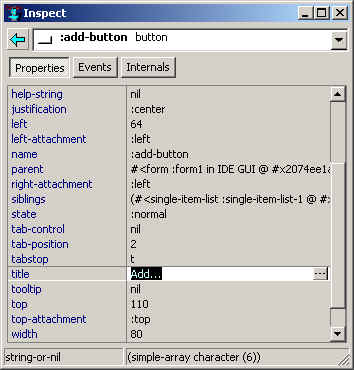 Inspect
:add-button button
Properties Events Internals
help-string nil
justification :center
left 64
left-attachment :left
name :add-button
parent #<form :form1 in IDE GUI @ #x2074ee1a
right-attachment :left
siblings (#<single-item-list :single-item-list-1 @ #x
state :normal
tab-control nil
tab-position 2
tabstop t
title Add...
tooltip nil
top 110
top-attachment :top
width 80
string-or-nil (simple-array character (6))